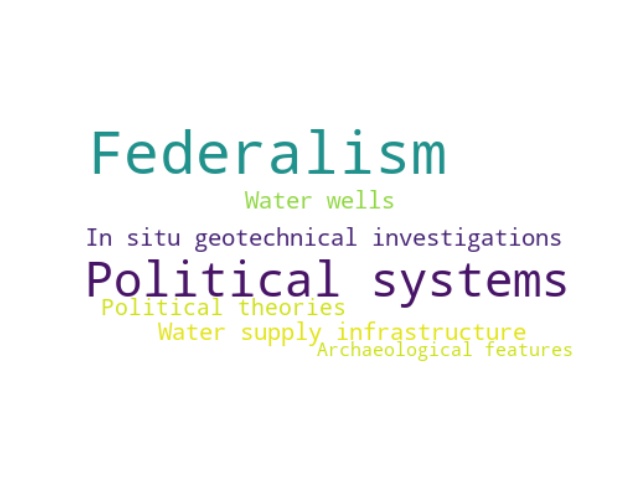 Federalism
Water wells
In situ geotechnical investigations
Political systems
Political theories
Water supply infrastructure
Archaeological features